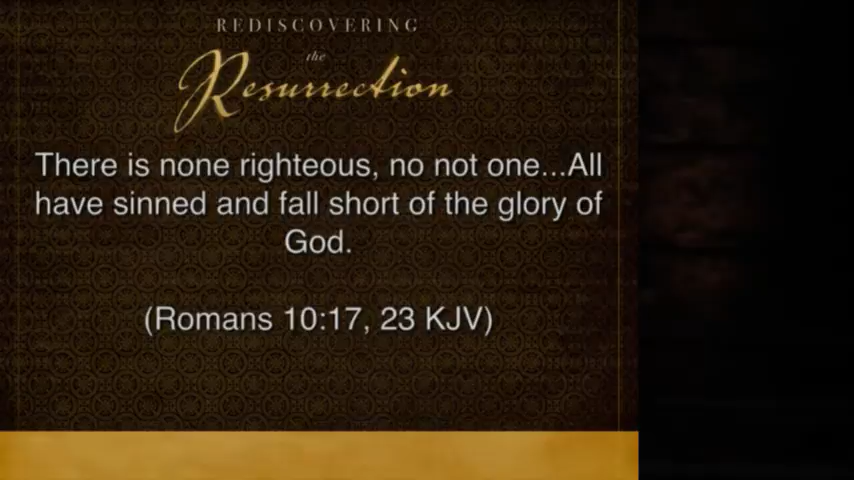 REDISCOVERING
the
Resurrection
There is none righteous, no not one...All
have sinned and fall short of the glory of
God.
(Romans 10:17, 23 KJV)